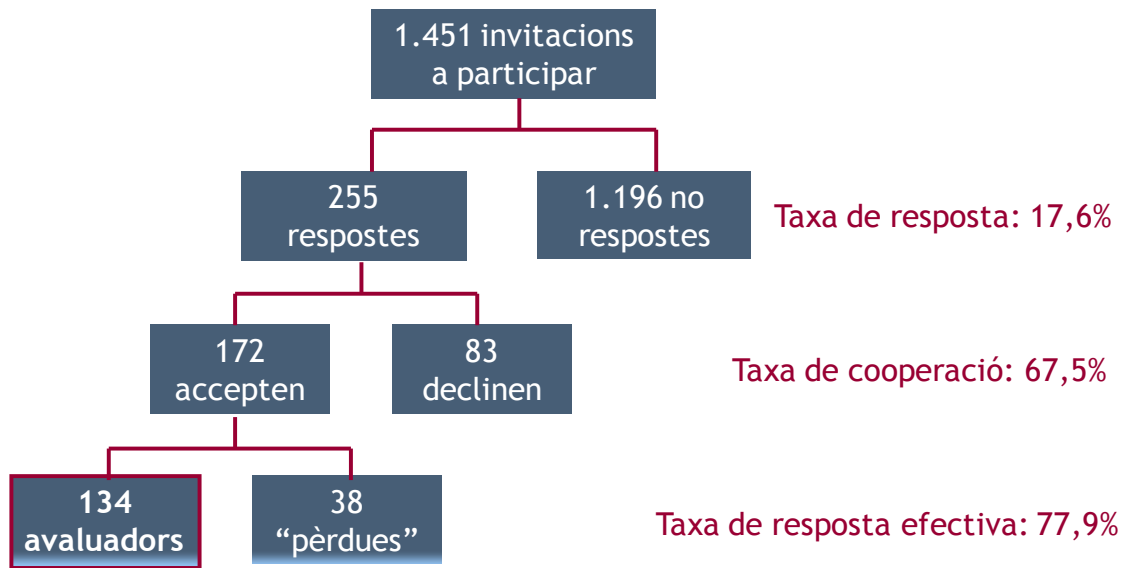 1.451 invitacions
a participar
255
respostes
1.196 no
respostes
Taxa de resposta: 17,6%
172
accepten
83
declinen
Taxa de cooperació: 67,5%
134
avaluadors
38
“pèrdues”
Taxa de resposta efectiva: 77,9%